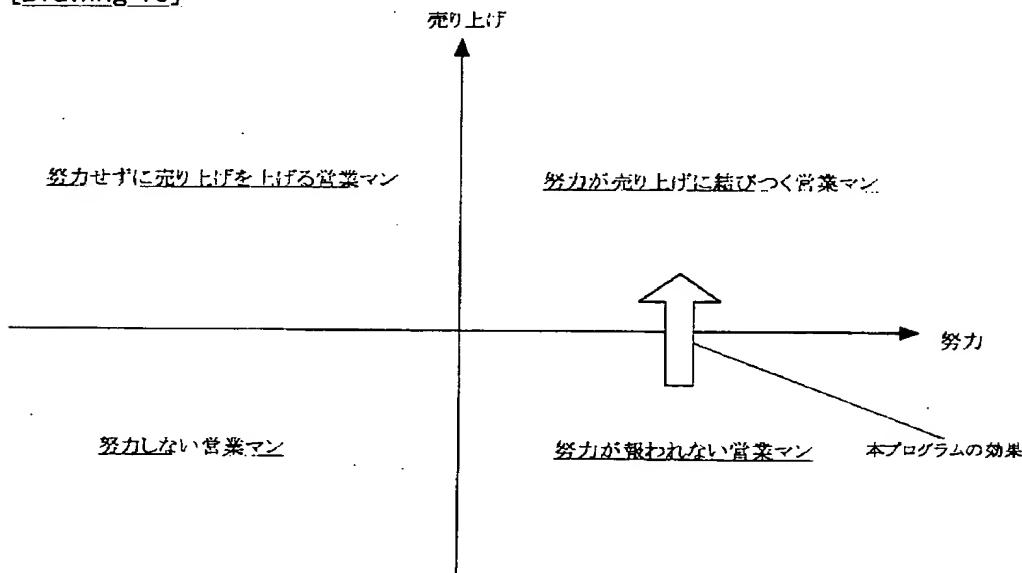 売り上げ
努力せずに売り上げを上げる営業マン
努力が売り上げに結びつく営業マン
努力
努力しない営業マン
努力が報われない営業マン
本プログラムの効果